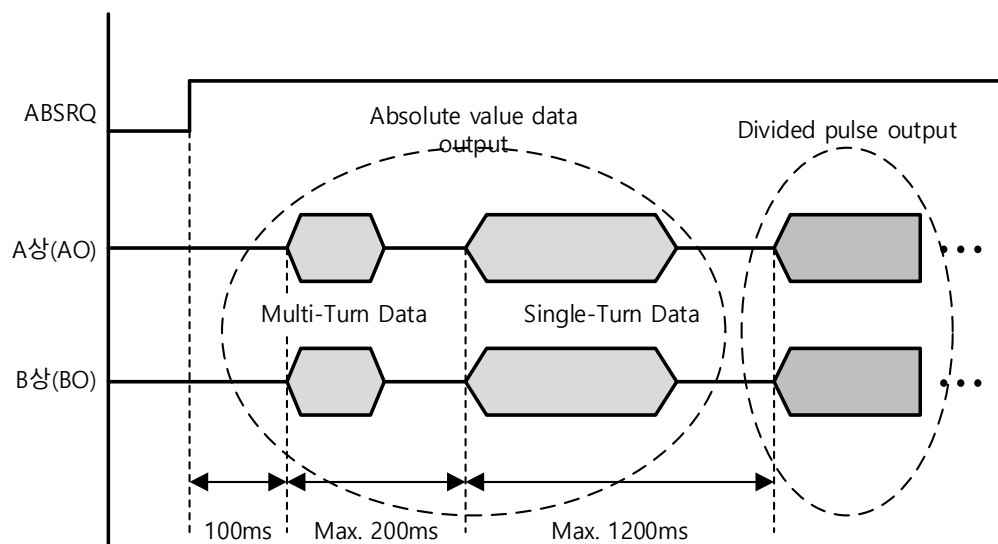 ABSRQ
Absolute value data
output
Divided pulse output
A상(AO)
Multi-Turn Data
Single-Turn Data
B상(BO)
100ms
Max. 200ms
Max. 1200ms